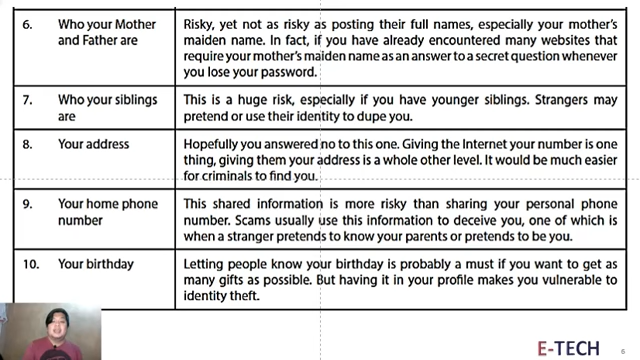 6. Who your Mother Risky, yet not as risky as posting their full names, especially your mother's
and Father are maiden name. In fact, if you have already encountered many websites that
require your mother's maiden name as an answer to a secret question whenever
you lose your password.
7. Who your siblings This is a huge risk, especially if you have younger siblings. Strangers may
are pretend or use their identity to dupe you.
8. Your address Hopefully you answered no to this one. Giving the Internet your number is one
thing, giving them your address is a whole other level. It would be much easier
for criminals to find you.
9. Your home phone This shared information is more risky than sharing your personal phone
number number. Scams usually use this information to deceive you, one of which is
when a stranger pretends to know your parents or pretends to be you.
10. Your birthday Letting people know your birthday is probably a must if you want to get as
many gifts as possible. But having it in your profile makes you vulnerable to
identity theft.
E-TECH 6